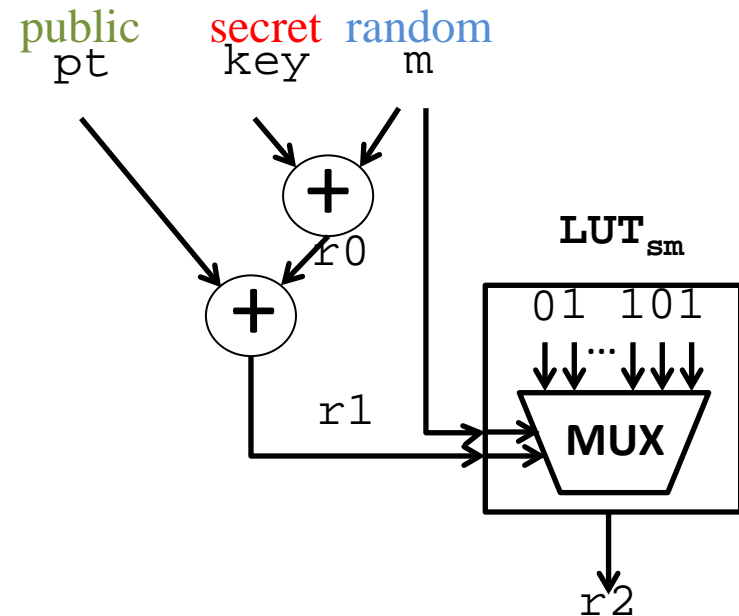 public secret random
pt key m
+
r0
LUTsm
+
01 ... 101
r1
MUX
r2